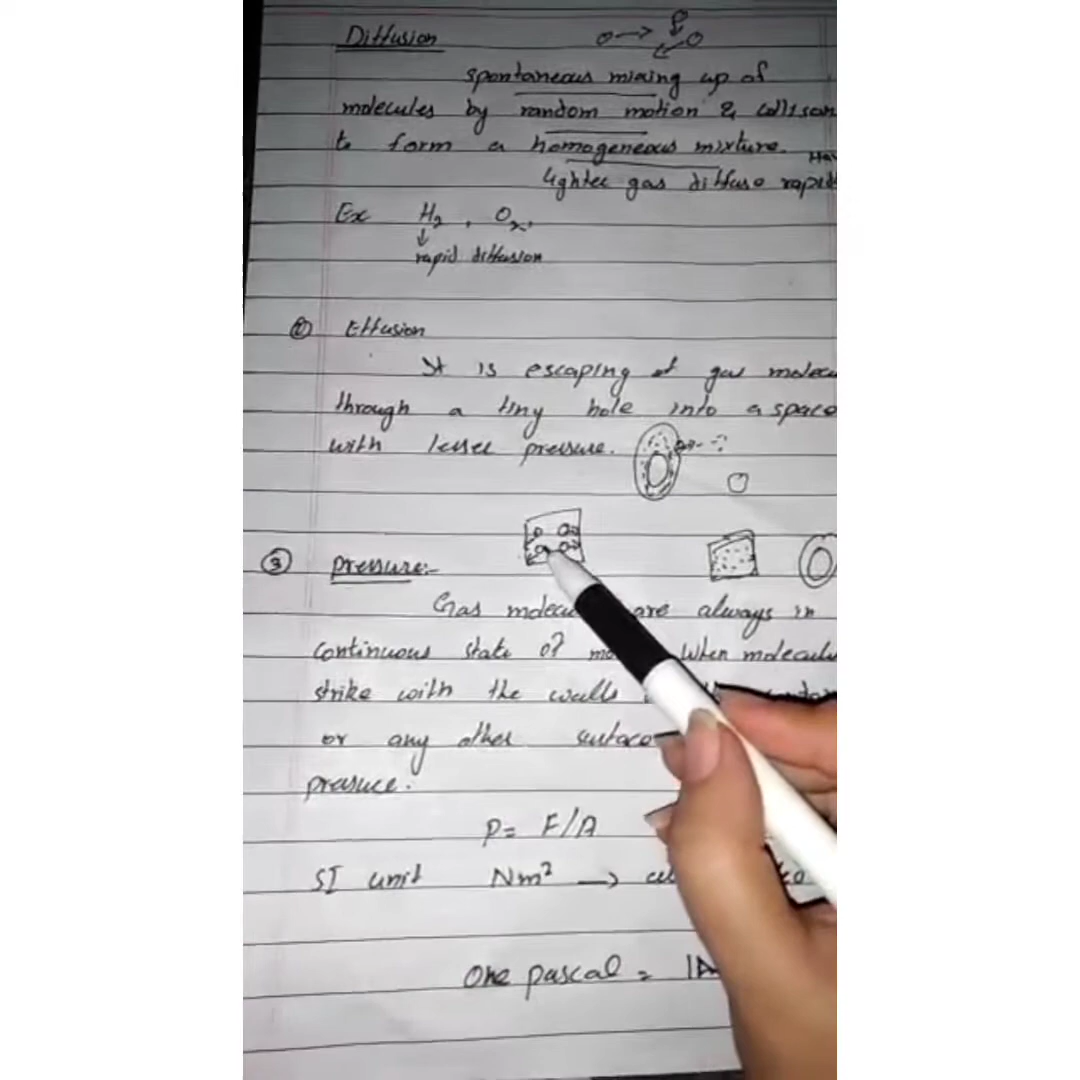 Diffusion
spontaneous mixing up of
molecules by random motion & collison
to form a homogeneous mixture.
lighter gas diffuse rapid
Ex H₂ , O₂,
rapid diffusion
② Effusion
It is escaping of gas molecu
through a tiny hole into a space
with lesser pressure.
③ Pressure:-
Gas molecu are always in
continuous state of mo When molecule
strike with the walls
or any other surface
pressure.
P= F/A
SI unit Nm² →
One pascal =